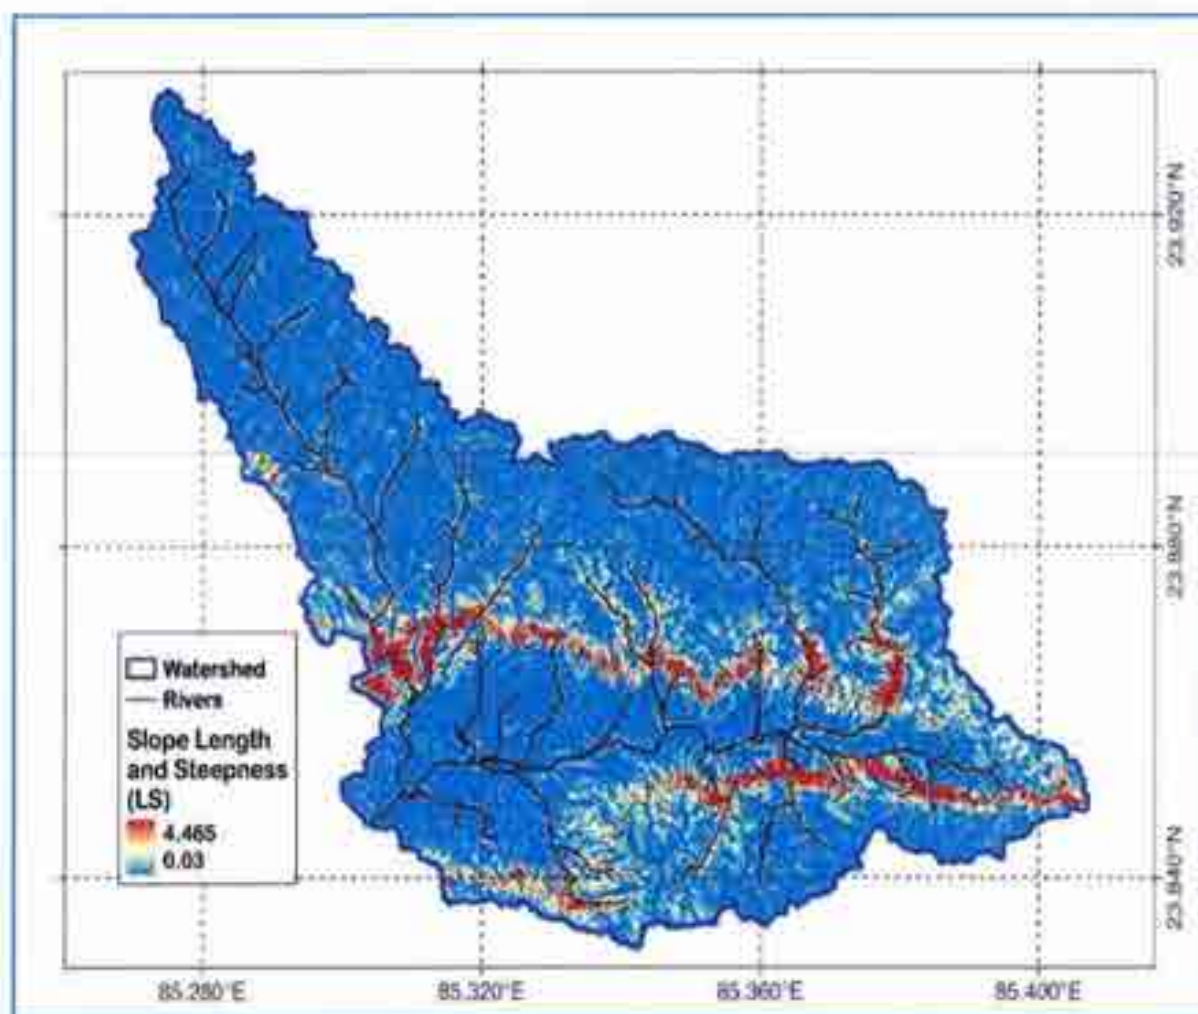 23.920°N
23.880°N
Watershed
Rivers
Slope Length
and Steepness
(LS)
4.465
0.03
23.840°N
85.280°E
85.320°E
85.360°E
85.400°E